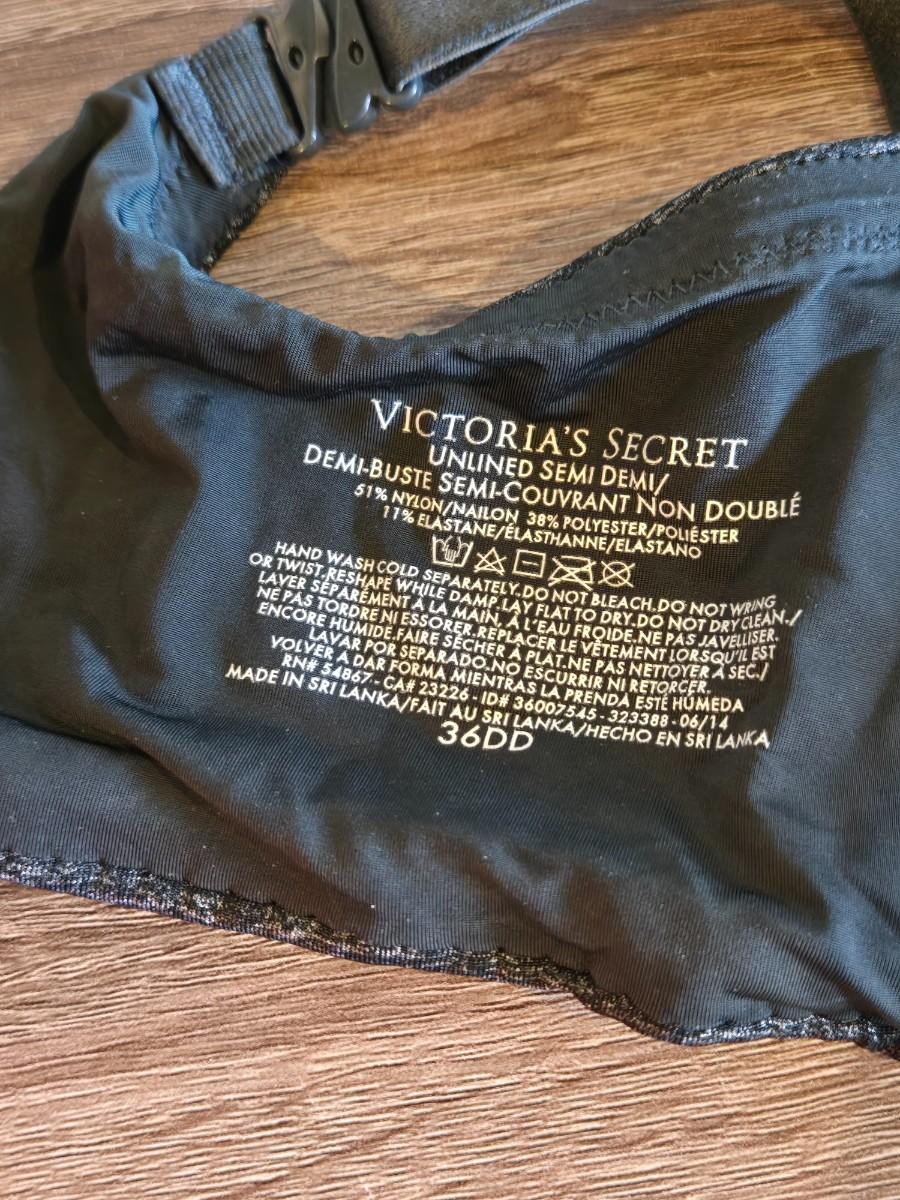 VICTORIA'S SECRET
UNLINED SEMI DEMI/
DEMI-BUSTE SEMI-COUVRANT NON DOUBLÉ
51% NYLON/NAILON 38% POLYESTER/POLIÉSTER
11% ELASTANE/ÉLASTHANNE/ELASTANO
HAND WASH COLD SEPARATELY.DO NOT BLEACH.DO NOT WRING
OR TWIST.RESHAPE WHILE DAMP.LAY FLAT TO DRY.DO NOT DRY CLEAN./
LAVER SÉPARÉMENT À LA MAIN, À L'EAU FROIDE.NE PAS JAVELLISER.
NE PAS TORDRE NI ESSORER.REPLACER LE VÊTEMENT LORSQU'IL EST
ENCORE HUMIDE.FAIRE SÉCHER À PLAT.NE PAS NETTOYER À SEC./
LAVAR POR SEPARADO.NO ESCURRIR NI RETORCER.
VOLVER A DAR FORMA MIENTRAS LA PRENDA ESTÉ HÚMEDA
RN# 54867 - CA# 23226 - ID# 36007545 - 323388 - 06/14
MADE IN SRI LANKA/FAIT AU SRI LANKA/HECHO EN SRI LANKA
36DD